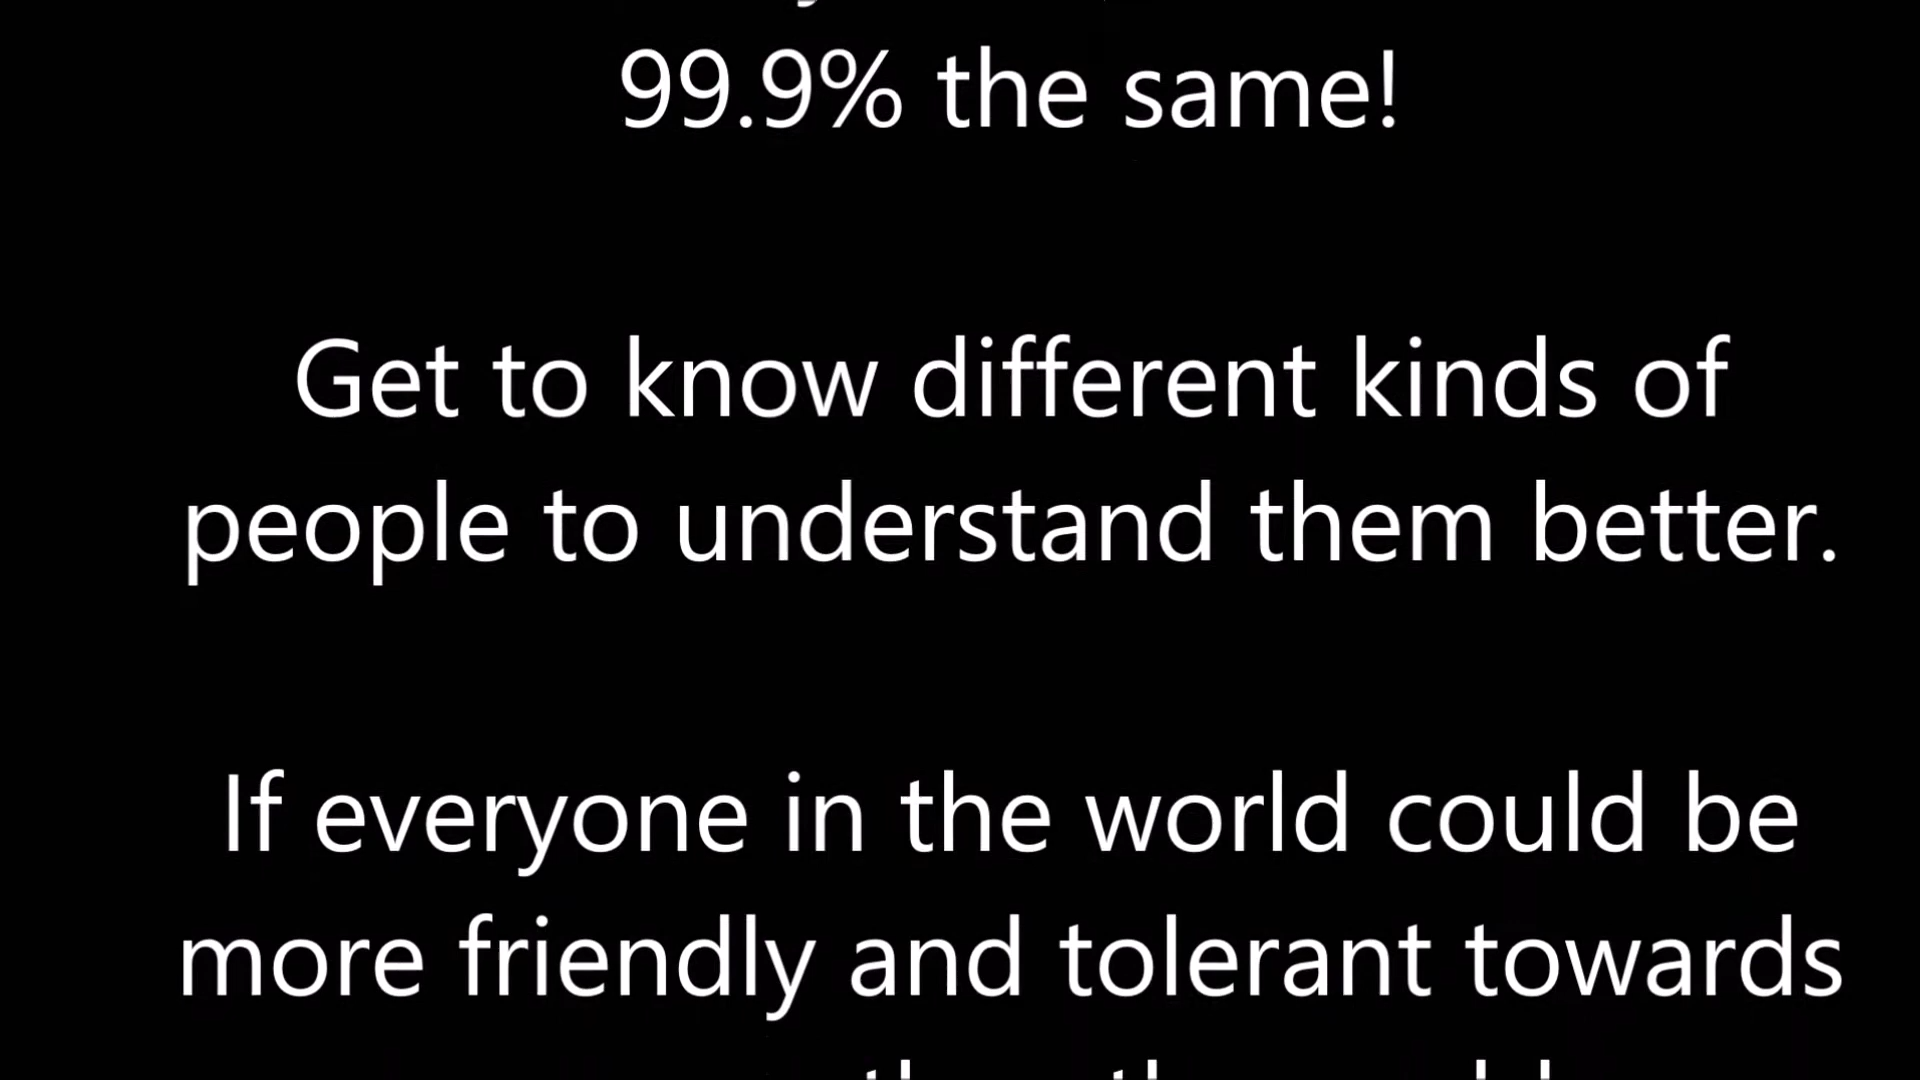 99.9% the same!
Get to know different kinds of
people to understand them better.
If everyone in the world could be
more friendly and tolerant towards